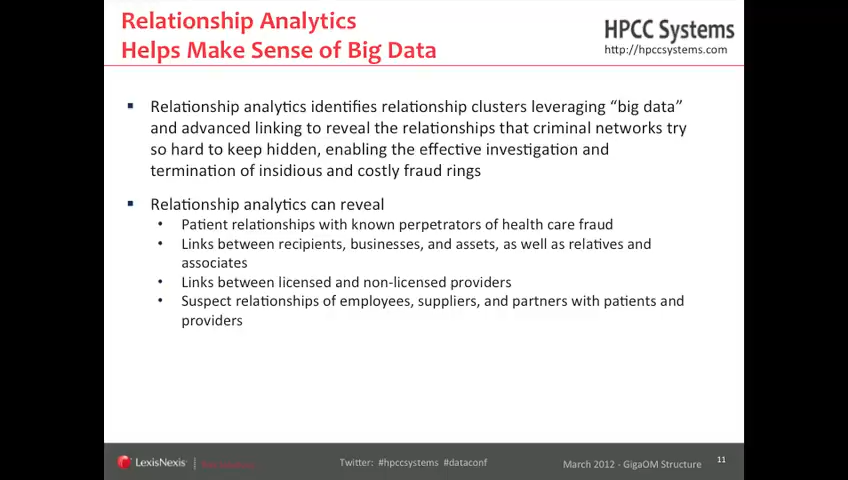 Relationship Analytics
Helps Make Sense of Big Data
HPCC Systems
http://hpccsystems.com
▪ Relationship analytics identifies relationship clusters leveraging “big data”
and advanced linking to reveal the relationships that criminal networks try
so hard to keep hidden, enabling the effective investigation and
termination of insidious and costly fraud rings
▪ Relationship analytics can reveal
• Patient relationships with known perpetrators of health care fraud
• Links between recipients, businesses, and assets, as well as relatives and
associates
• Links between licensed and non-licensed providers
• Suspect relationships of employees, suppliers, and partners with patients and
providers
LexisNexis
Twitter: #hpccsystems #dataconf
March 2012 - GigaOM Structure
11